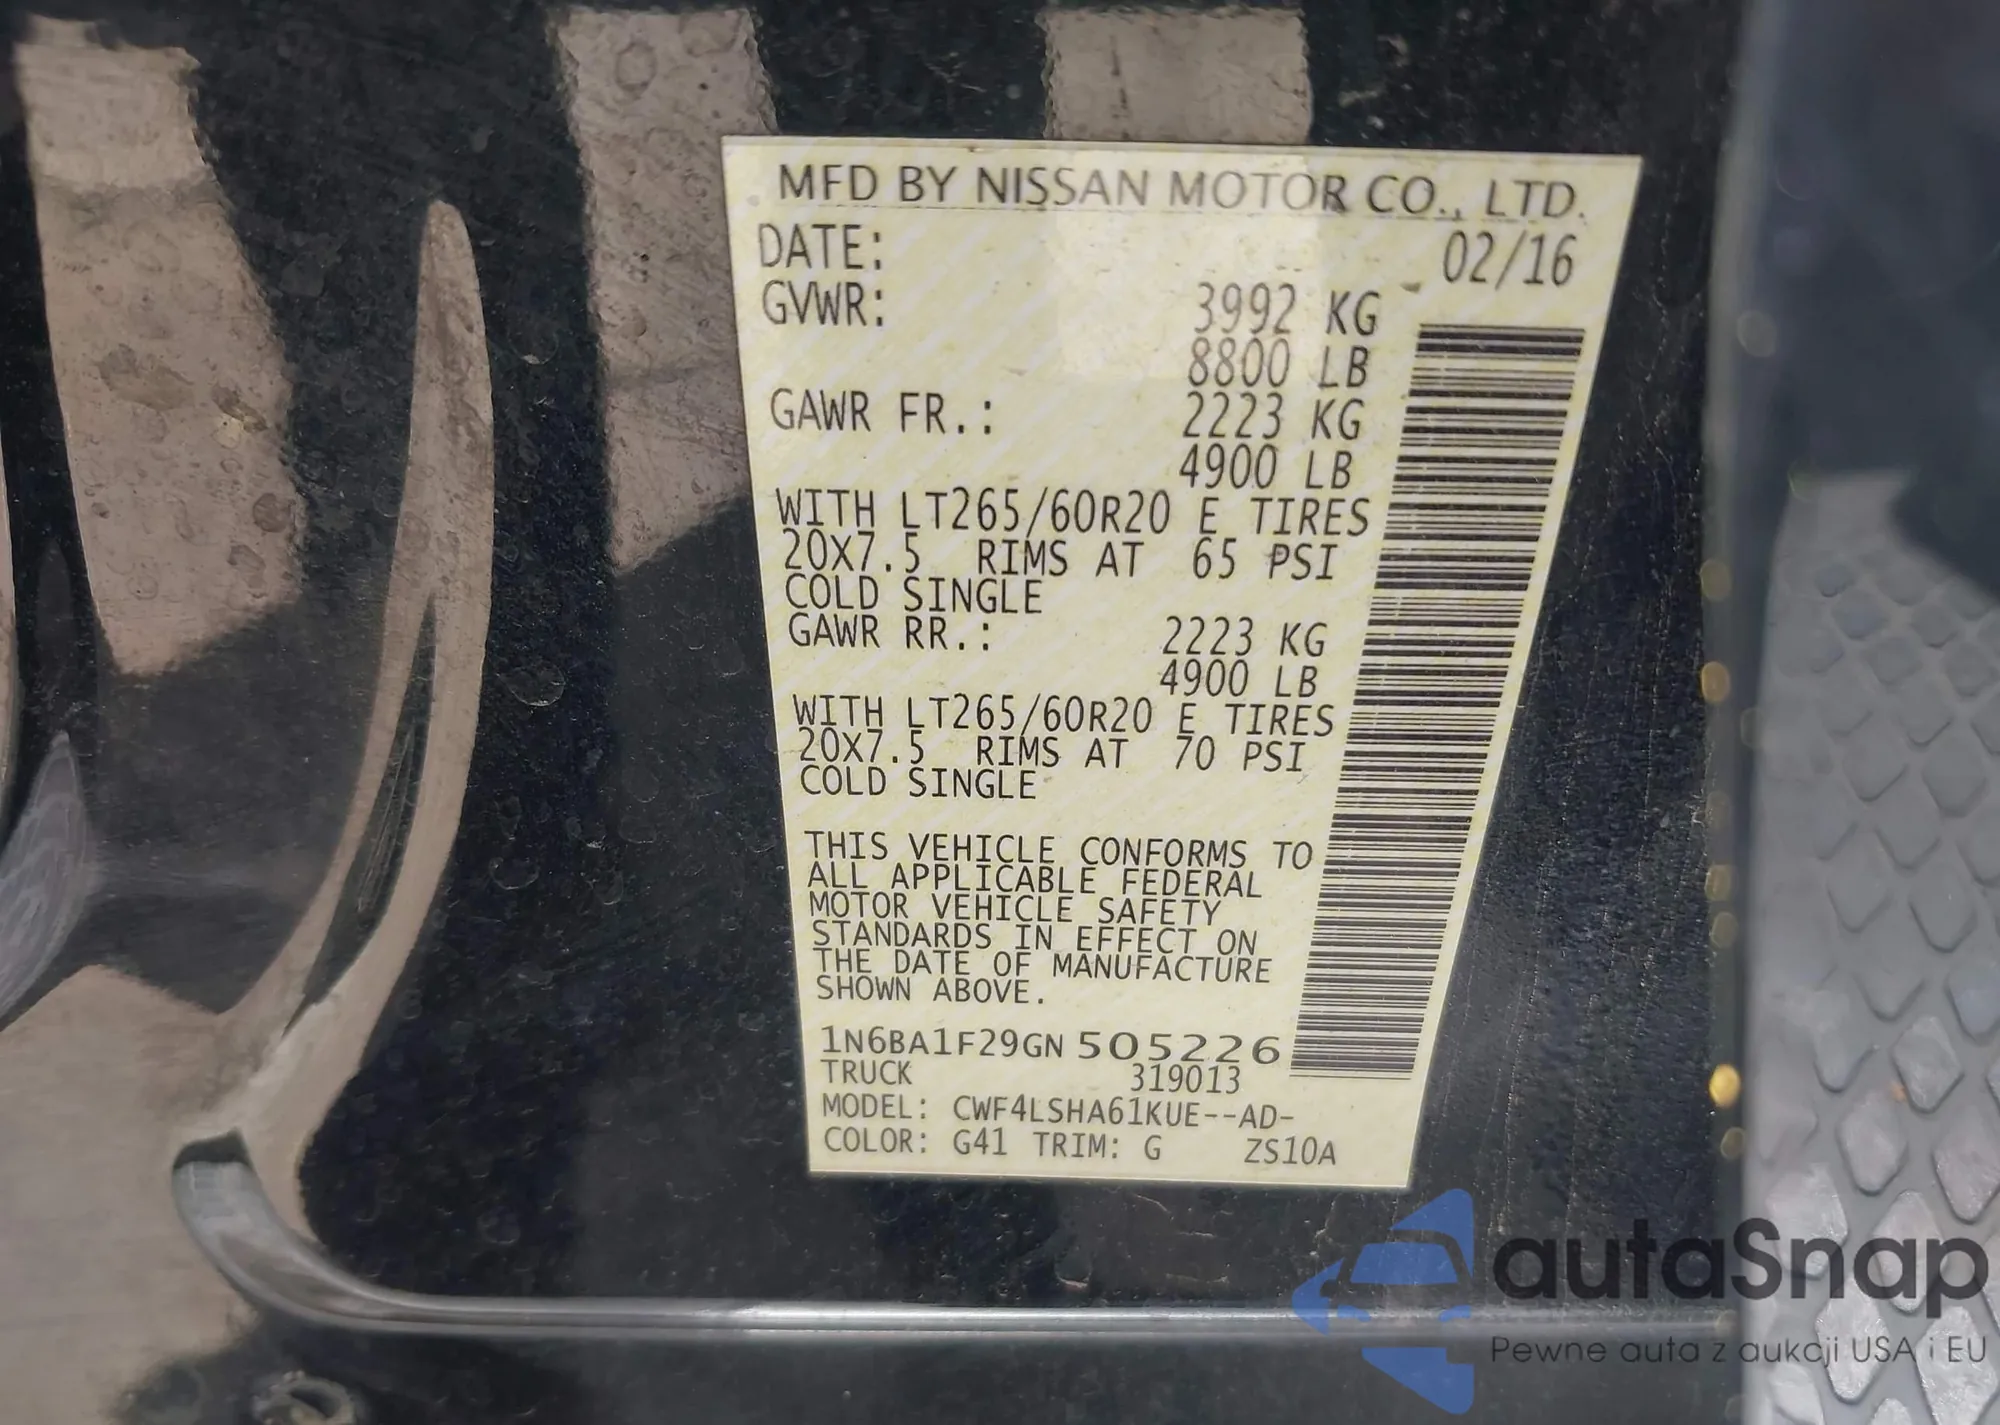 MFD BY NISSAN MOTOR CO., LTD.
DATE: 02/16
GVWR: 3992 KG
8800 LB
GAWR FR.: 2223 KG
4900 LB
WITH LT265/60R20 E TIRES
20X7.5 RIMS AT 65 PSI
COLD SINGLE
GAWR RR.: 2223 KG
4900 LB
WITH LT265/60R20 E TIRES
20X7.5 RIMS AT 70 PSI
COLD SINGLE
THIS VEHICLE CONFORMS TO
ALL APPLICABLE FEDERAL
MOTOR VEHICLE SAFETY
STANDARDS IN EFFECT ON
THE DATE OF MANUFACTURE
SHOWN ABOVE.
1N6BA1F29GN 505226
TRUCK 319013
MODEL: CWF4LSHA61KUE--AD-
COLOR: G41 TRIM: G ZS10A
autaSnap
Pewne auta z aukcji USA i EU